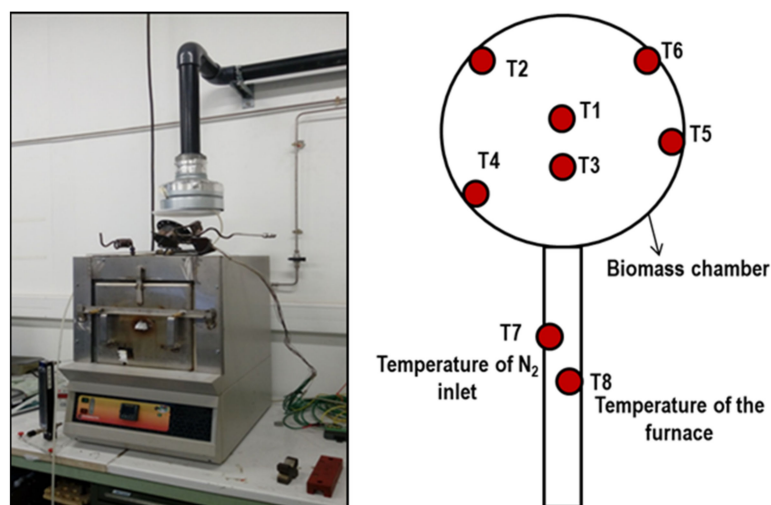 T2
T6
T1
T5
T3
T4
Biomass chamber
T7
Temperature of N₂
inlet
T8
Temperature of the
furnace